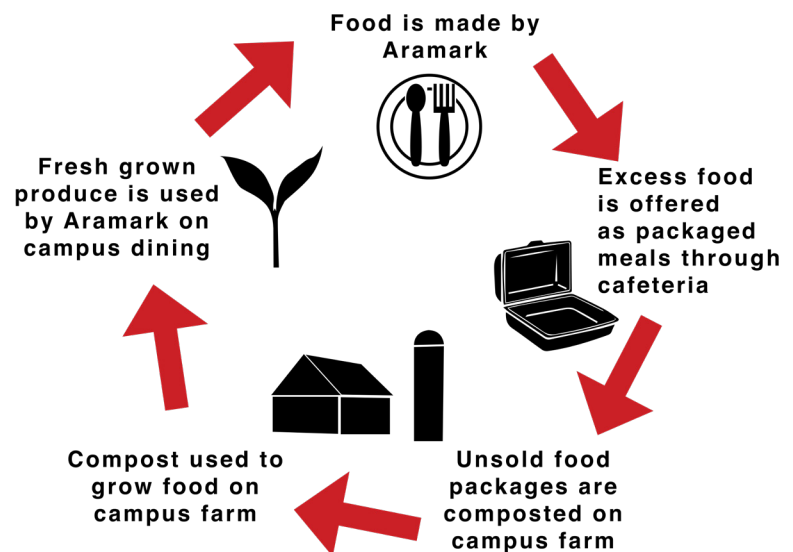 Food is made by
Aramark
Excess food
is offered
as packaged
meals through
cafeteria
Unsold food
packages are
composted on
campus farm
Compost used to
grow food on
campus farm
Fresh grown
produce is used
by Aramark on
campus dining